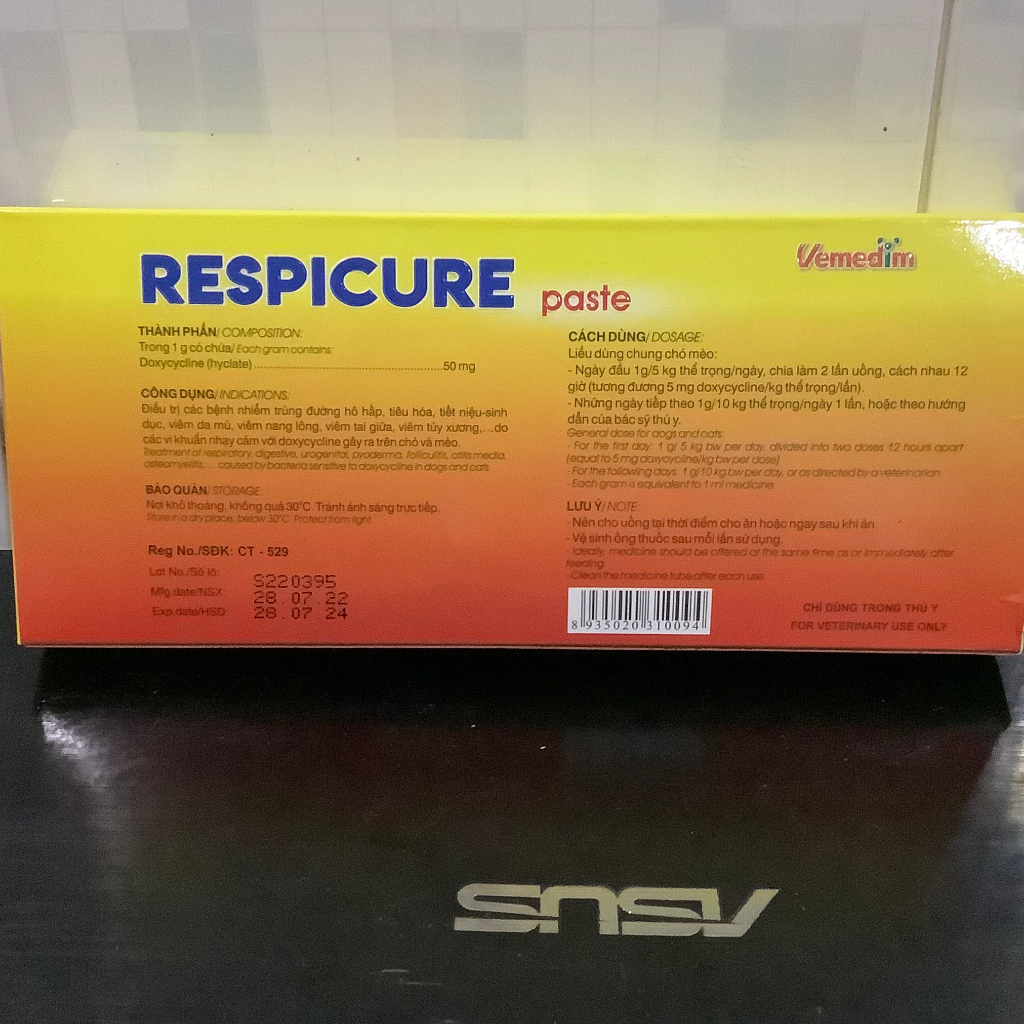 RESPICURE paste
Vemedim
THÀNH PHẦN/ COMPOSITION:
Trong 1 g có chứa/ Each gram contains:
Doxycycline (hyclate)..........................................50 mg
CÔNG DỤNG/ INDICATIONS:
Điều trị các bệnh nhiễm trùng đường hô hấp, tiêu hóa, tiết niệu-sinh
dục, viêm da mủ, viêm nang lông, viêm tai giữa, viêm tủy xương,...do
các vi khuẩn nhạy cảm với doxycycline gây ra trên chó và mèo.
Treatment of respiratory, digestive, urogenital, pyoderma, folliculitis, otitis media,
osteomyelitis, ... caused by bacteria sensitive to doxycycline in dogs and cats.
BẢO QUẢN/ STORAGE:
Nơi khô thoáng, không quá 30°C. Tránh ánh sáng trực tiếp.
Store in a dry place, below 30°C. Protect from light.
Reg No./SĐK: CT - 529
Lot No./Số lô: S220395
Mfg.date/NSX: 28.07.22
Exp.date/HSD: 28.07.24
CÁCH DÙNG/ DOSAGE:
Liều dùng chung chó mèo:
- Ngày đầu 1g/5 kg thể trọng/ngày, chia làm 2 lần uống, cách nhau 12
giờ (tương đương 5 mg doxycycline/kg thể trọng/lần).
- Những ngày tiếp theo 1g/10 kg thể trọng/ngày 1 lần, hoặc theo hướng
dẫn của bác sỹ thú y.
General dose for dogs and cats:
- For the first day: 1 g/ 5 kg bw per day, divided into two doses 12 hours apart
(equal to 5 mg doxycycline/kg bw per dose)
- For the following days: 1 g/10 kg bw per day, or as directed by a veterinarian.
- Each gram is equivalent to 1 ml medicine.
LƯU Ý/ NOTE:
- Nên cho uống tại thời điểm cho ăn hoặc ngay sau khi ăn.
- Vệ sinh ống thuốc sau mỗi lần sử dụng.
- Ideally, medicine should be offered at the same time as or immediately after
feeding.
- Clean the medicine tube after each use.
8 935020 310094
CHỈ DÙNG TRONG THÚ Y
FOR VETERINARY USE ONLY
ASUS